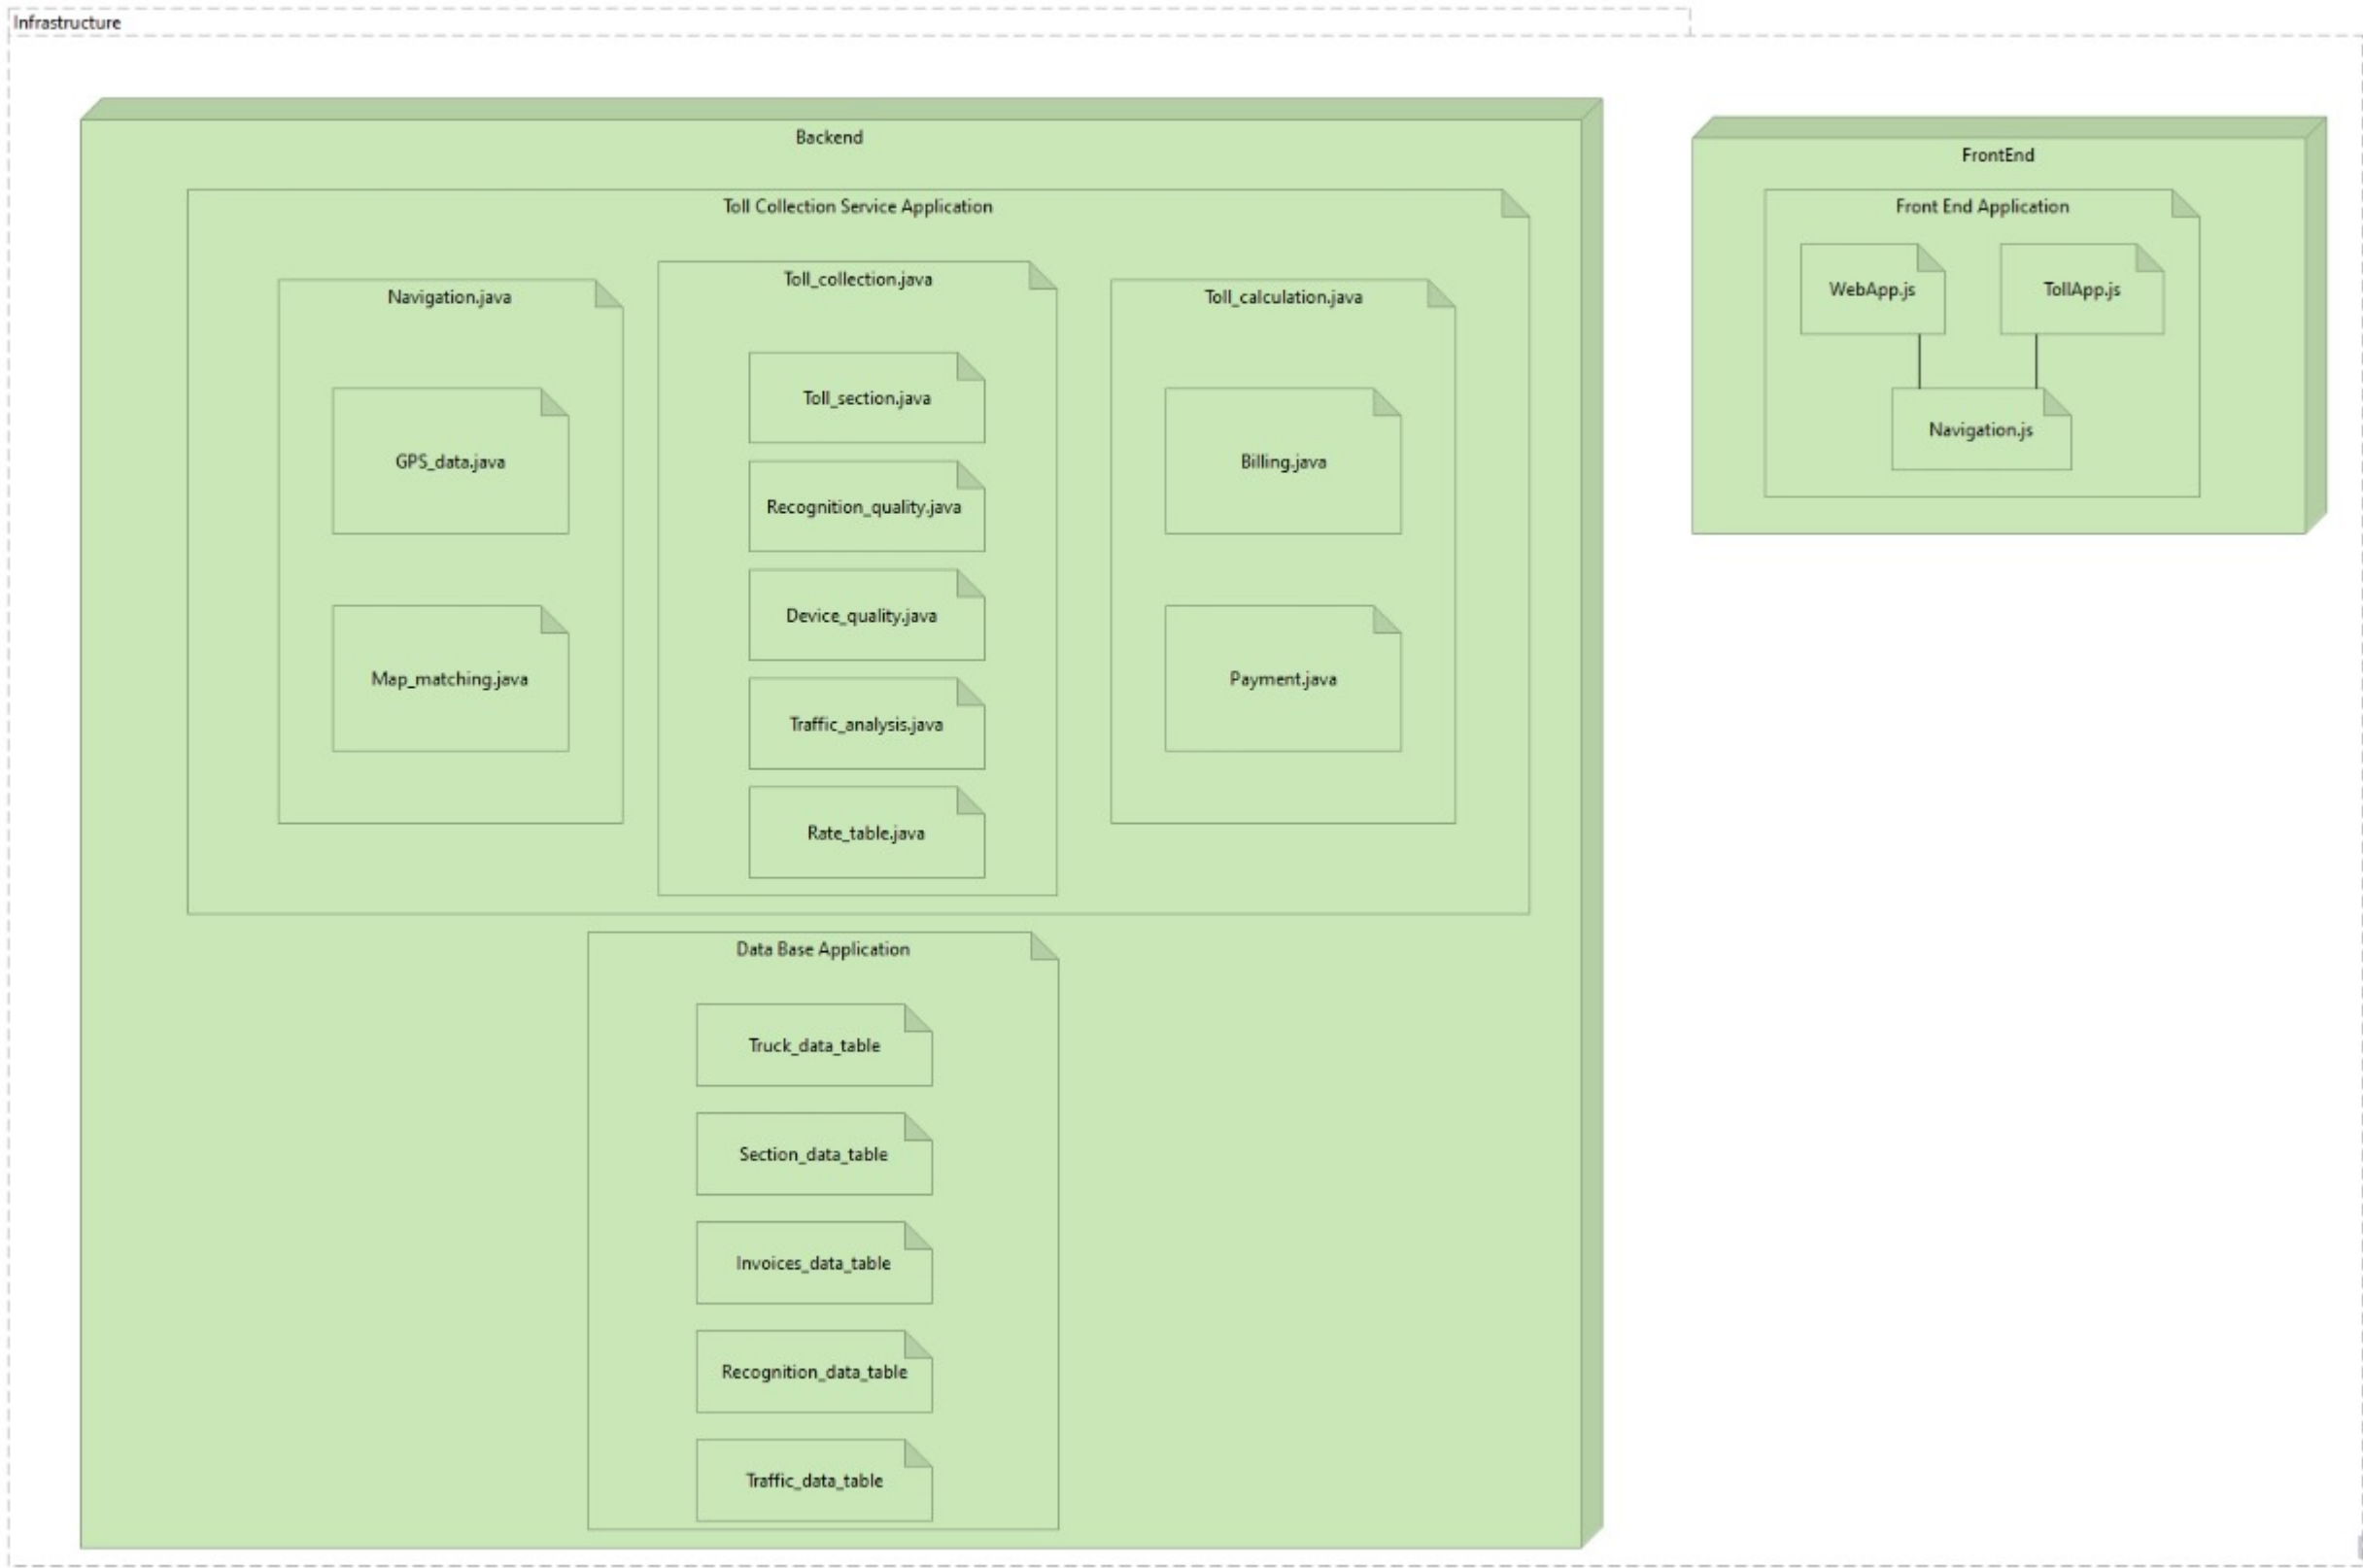 Infrastructure
Backend
Toll Collection Service Application
Navigation.java
GPS_data.java
Map_matching.java
Toll_collection.java
Toll_section.java
Recognition_quality.java
Device_quality.java
Traffic_analysis.java
Rate_table.java
Toll_calculation.java
Billing.java
Payment.java
Data Base Application
Truck_data_table
Section_data_table
Invoices_data_table
Recognition_data_table
Traffic_data_table
FrontEnd
Front End Application
WebApp.js
TollApp.js
Navigation.js